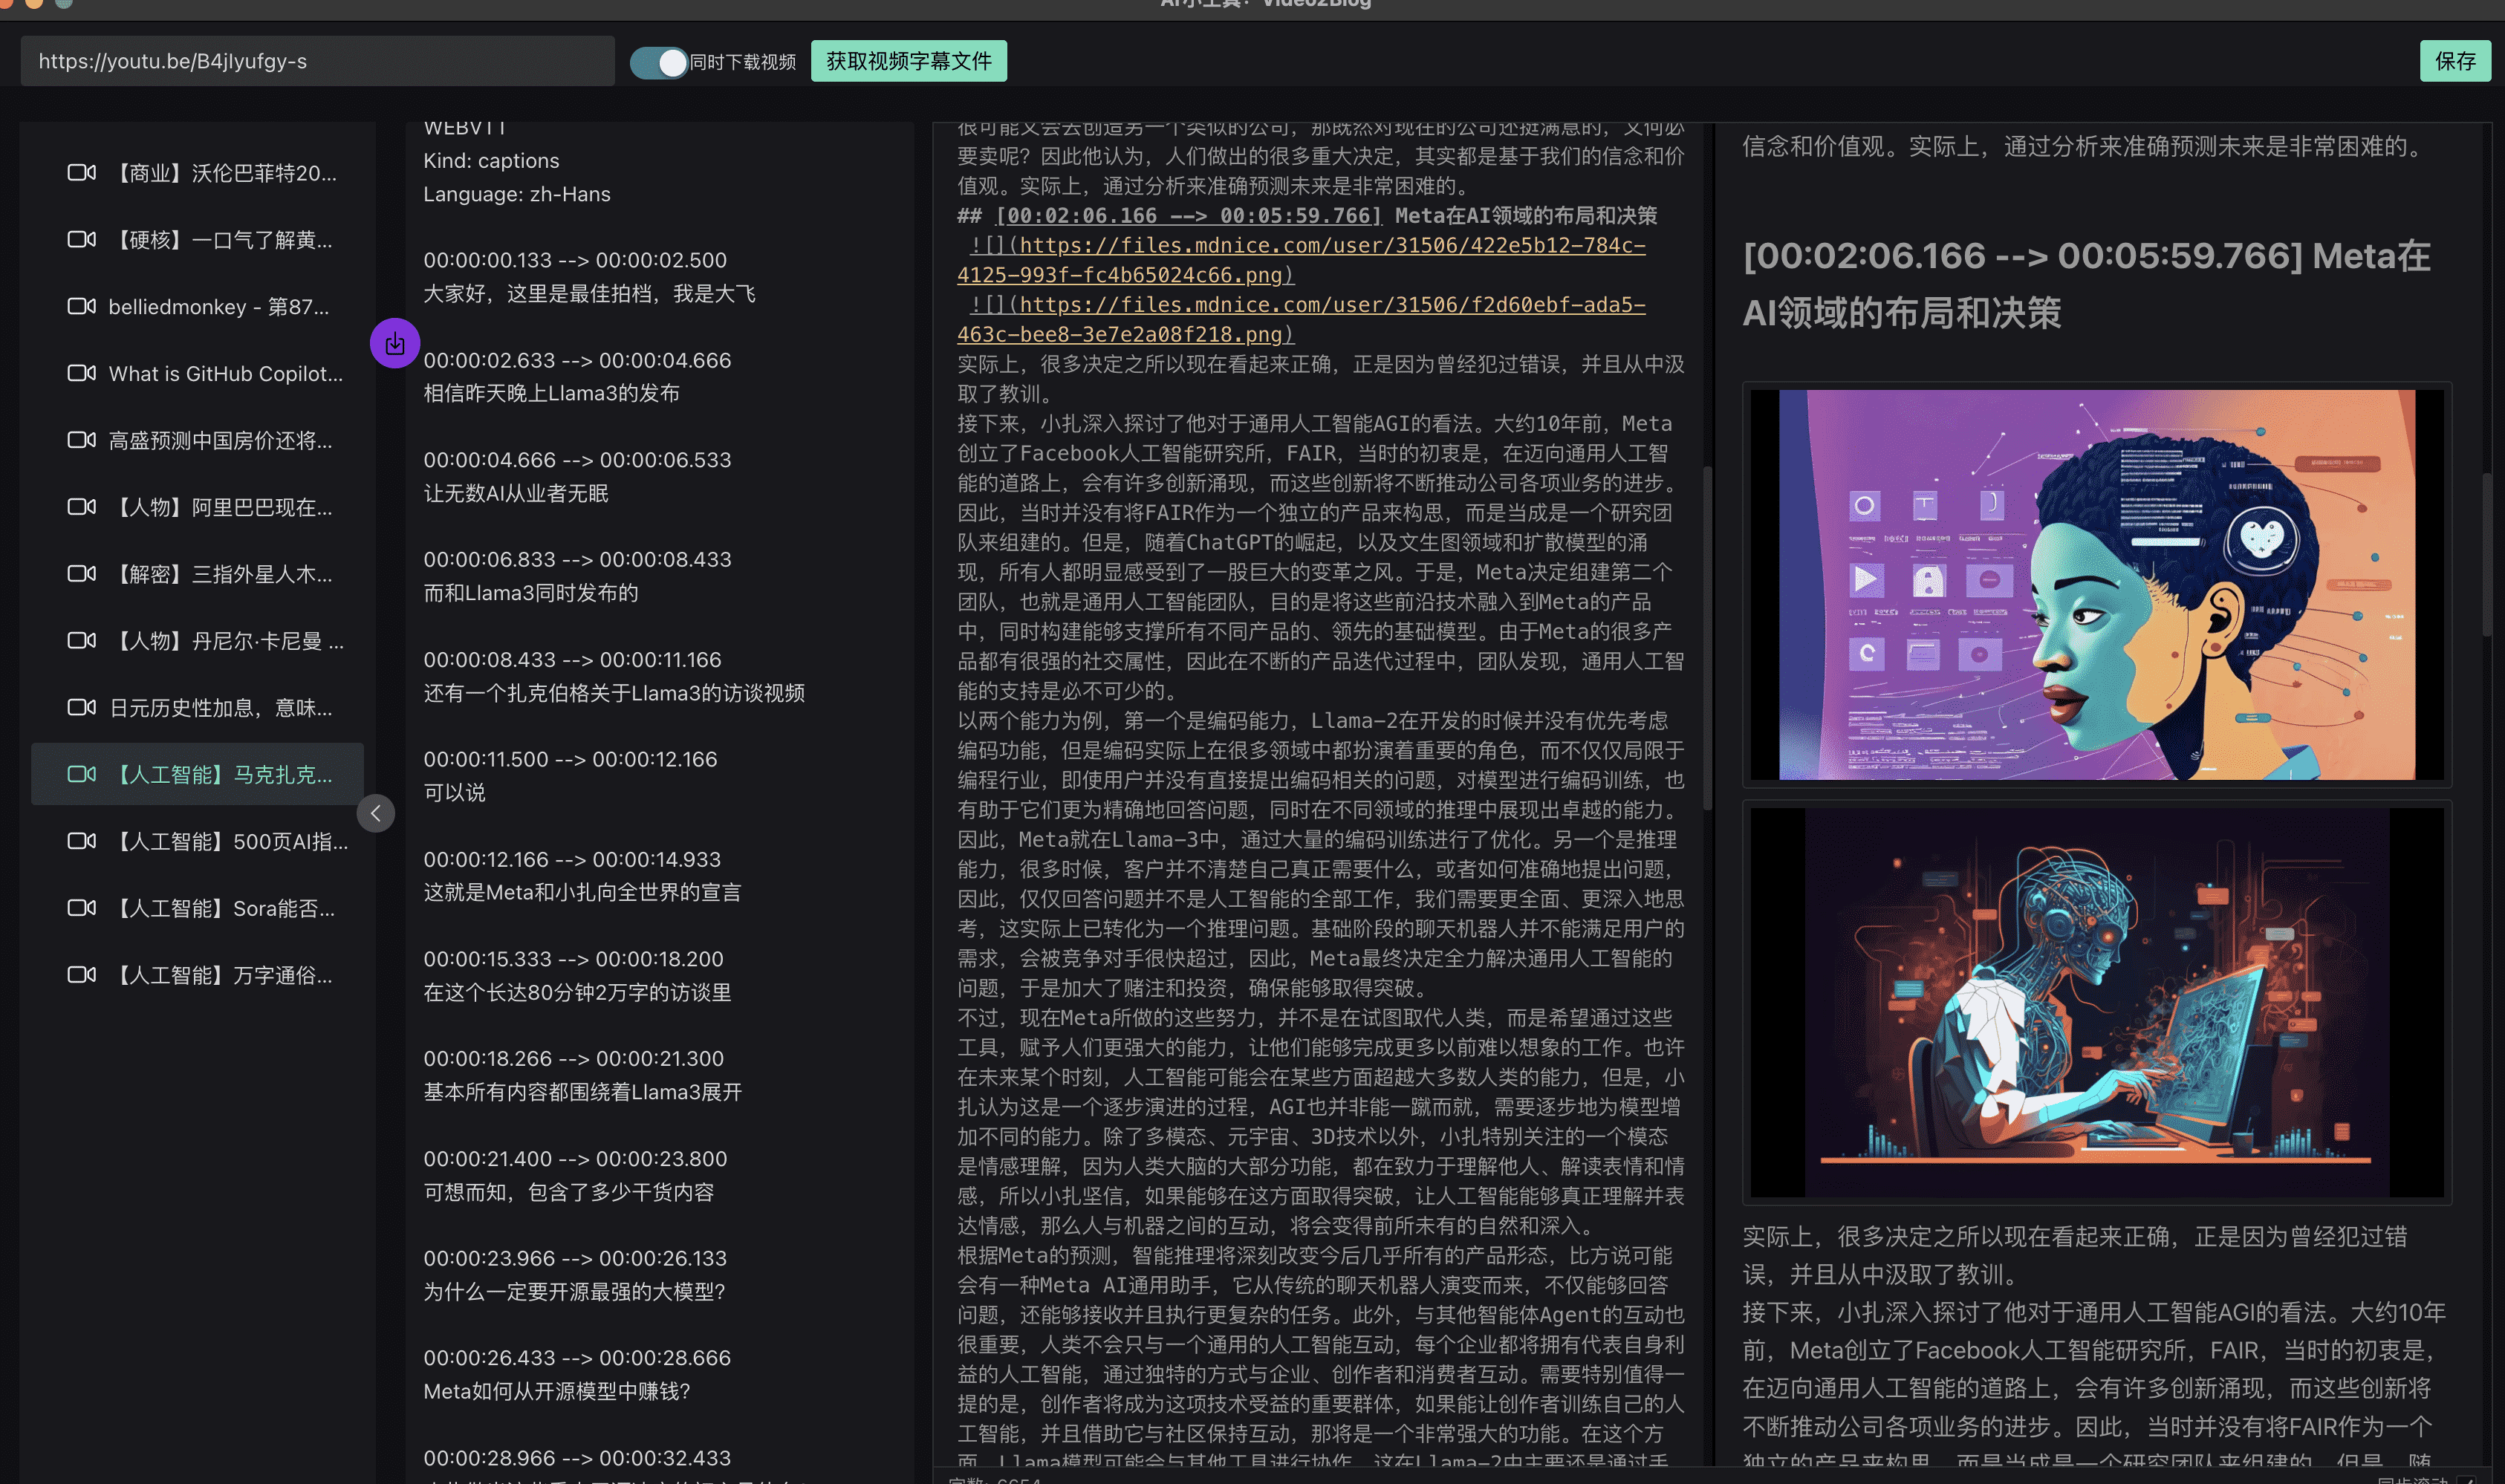 AI小工具：Video2Blog
https://youtu.be/B4jIyufgy-s
同时下载视频
获取视频字幕文件
保存
【商业】沃伦巴菲特20...
【硬核】一口气了解黄...
belliedmonkey - 第87...
What is GitHub Copilot...
高盛预测中国房价还将...
【人物】阿里巴巴现在...
【解密】三指外星人木...
【人物】丹尼尔·卡尼曼 ...
日元历史性加息，意味...
【人工智能】马克扎克...
【人工智能】500页AI指...
【人工智能】Sora能否...
【人工智能】万字通俗...
WEBVTT
Kind: captions
Language: zh-Hans
00:00:00.133 --> 00:00:02.500
大家好，这里是最佳拍档，我是大飞
00:00:02.633 --> 00:00:04.666
相信昨天晚上Llama3的发布
00:00:04.666 --> 00:00:06.533
让无数AI从业者无眠
00:00:06.833 --> 00:00:08.433
而和Llama3同时发布的
00:00:08.433 --> 00:00:11.166
还有一个扎克伯格关于Llama3的访谈视频
00:00:11.500 --> 00:00:12.166
可以说
00:00:12.166 --> 00:00:14.933
这就是Meta和小扎向全世界的宣言
00:00:15.333 --> 00:00:18.200
在这个长达80分钟2万字的访谈里
00:00:18.266 --> 00:00:21.300
基本所有内容都围绕着Llama3展开
00:00:21.400 --> 00:00:23.800
可想而知，包含了多少干货内容
00:00:23.966 --> 00:00:26.133
为什么一定要开源最强的大模型?
00:00:26.433 --> 00:00:28.666
Meta如何从开源模型中赚钱?
00:00:28.966 --> 00:00:32.433
很可能又会去创造另一个类似的公司，那既然对现在的公司还挺满意的，又何必
要卖呢？因此他认为，人们做出的很多重大决定，其实都是基于我们的信念和价
值观。实际上，通过分析来准确预测未来是非常困难的。
## [00:02:06.166 --> 00:05:59.766] Meta在AI领域的布局和决策
![](https://files.mdnice.com/user/31506/422e5b12-784c-
4125-993f-fc4b65024c66.png)
![](https://files.mdnice.com/user/31506/f2d60ebf-ada5-
463c-bee8-3e7e2a08f218.png)
实际上，很多决定之所以现在看起来正确，正是因为曾经犯过错误，并且从中汲
取了教训。
接下来，小扎深入探讨了他对于通用人工智能AGI的看法。大约10年前，Meta
创立了Facebook人工智能研究所，FAIR，当时的初衷是，在迈向通用人工智
能的道路上，会有许多创新涌现，而这些创新将不断推动公司各项业务的进步。
因此，当时并没有将FAIR作为一个独立的产品来构思，而是当成是一个研究团
队来组建的。但是，随着ChatGPT的崛起，以及文生图领域和扩散模型的涌
现，所有人都明显感受到了一股巨大的变革之风。于是，Meta决定组建第二个
团队，也就是通用人工智能团队，目的是将这些前沿技术融入到Meta的产品
中，同时构建能够支撑所有不同产品的、领先的基础模型。由于Meta的很多产
品都有很强的社交属性，因此在不断的产品迭代过程中，团队发现，通用人工智
能的支持是必不可少的。
以两个能力为例，第一个是编码能力，Llama-2在开发的时候并没有优先考虑
编码功能，但是编码实际上在很多领域中都扮演着重要的角色，而不仅仅局限于
编程行业，即使用户并没有直接提出编码相关的问题，对模型进行编码训练，也
有助于它们更为精确地回答问题，同时在不同领域的推理中展现出卓越的能力。
因此，Meta就在Llama-3中，通过大量的编码训练进行了优化。另一个是推理
能力，很多时候，客户并不清楚自己真正需要什么，或者如何准确地提出问题，
因此，仅仅回答问题并不是人工智能的全部工作，我们需要更全面、更深入地思
考，这实际上已转化为一个推理问题。基础阶段的聊天机器人并不能满足用户的
需求，会被竞争对手很快超过，因此，Meta最终决定全力解决通用人工智能的
问题，于是加大了赌注和投资，确保能够取得突破。
不过，现在Meta所做的这些努力，并不是在试图取代人类，而是希望通过这些
工具，赋予人们更强大的能力，让他们能够完成更多以前难以想象的工作。也许
在未来某个时刻，人工智能可能会在某些方面超越大多数人类的能力，但是，小
扎认为这是一个逐步演进的过程，AGI也并非能一蹴而就，需要逐步地为模型增
加不同的能力。除了多模态、元宇宙、3D技术以外，小扎特别关注的一个模态
是情感理解，因为人类大脑的大部分功能，都在致力于理解他人、解读表情和情
感，所以小扎坚信，如果能够在这方面取得突破，让人工智能能够真正理解并表
达情感，那么人与机器之间的互动，将会变得前所未有的自然和深入。
根据Meta的预测，智能推理将深刻改变今后几乎所有的产品形态，比方说可能
会有一种Meta AI通用助手，它从传统的聊天机器人演变而来，不仅能够回答
问题，还能够接收并且执行更复杂的任务。此外，与其他智能体Agent的互动也
很重要，人类不会只与一个通用的人工智能互动，每个企业都将拥有代表自身利
益的人工智能，通过独特的方式与企业、创作者和消费者互动。需要特别值得一
提的是，创作者将成为这项技术受益的重要群体，如果能让创作者训练自己的人
工智能，并且借助它与社区保持互动，那将是一个非常强大的功能。在这个方
面，Llama模型可能会与其他工具进行协作，这在Llama-2中主要还是通过手
字数: 6654
信念和价值观。实际上，通过分析来准确预测未来是非常困难的。
[00:02:06.166 --> 00:05:59.766] Meta在
AI领域的布局和决策
实际上，很多决定之所以现在看起来正确，正是因为曾经犯过错
误，并且从中汲取了教训。
接下来，小扎深入探讨了他对于通用人工智能AGI的看法。大约10年
前，Meta创立了Facebook人工智能研究所，FAIR，当时的初衷是，
在迈向通用人工智能的道路上，会有许多创新涌现，而这些创新将
不断推动公司各项业务的进步。因此，当时并没有将FAIR作为一个
独立的产品来构思，而是当成是一个研究团队来组建的。但是，随
同步滚动